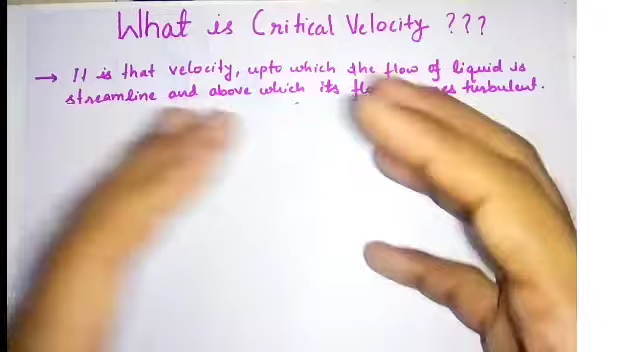 What is Critical Velocity ???
→ It is that velocity, upto which the flow of liquid is
streamline and above which its turbulent.